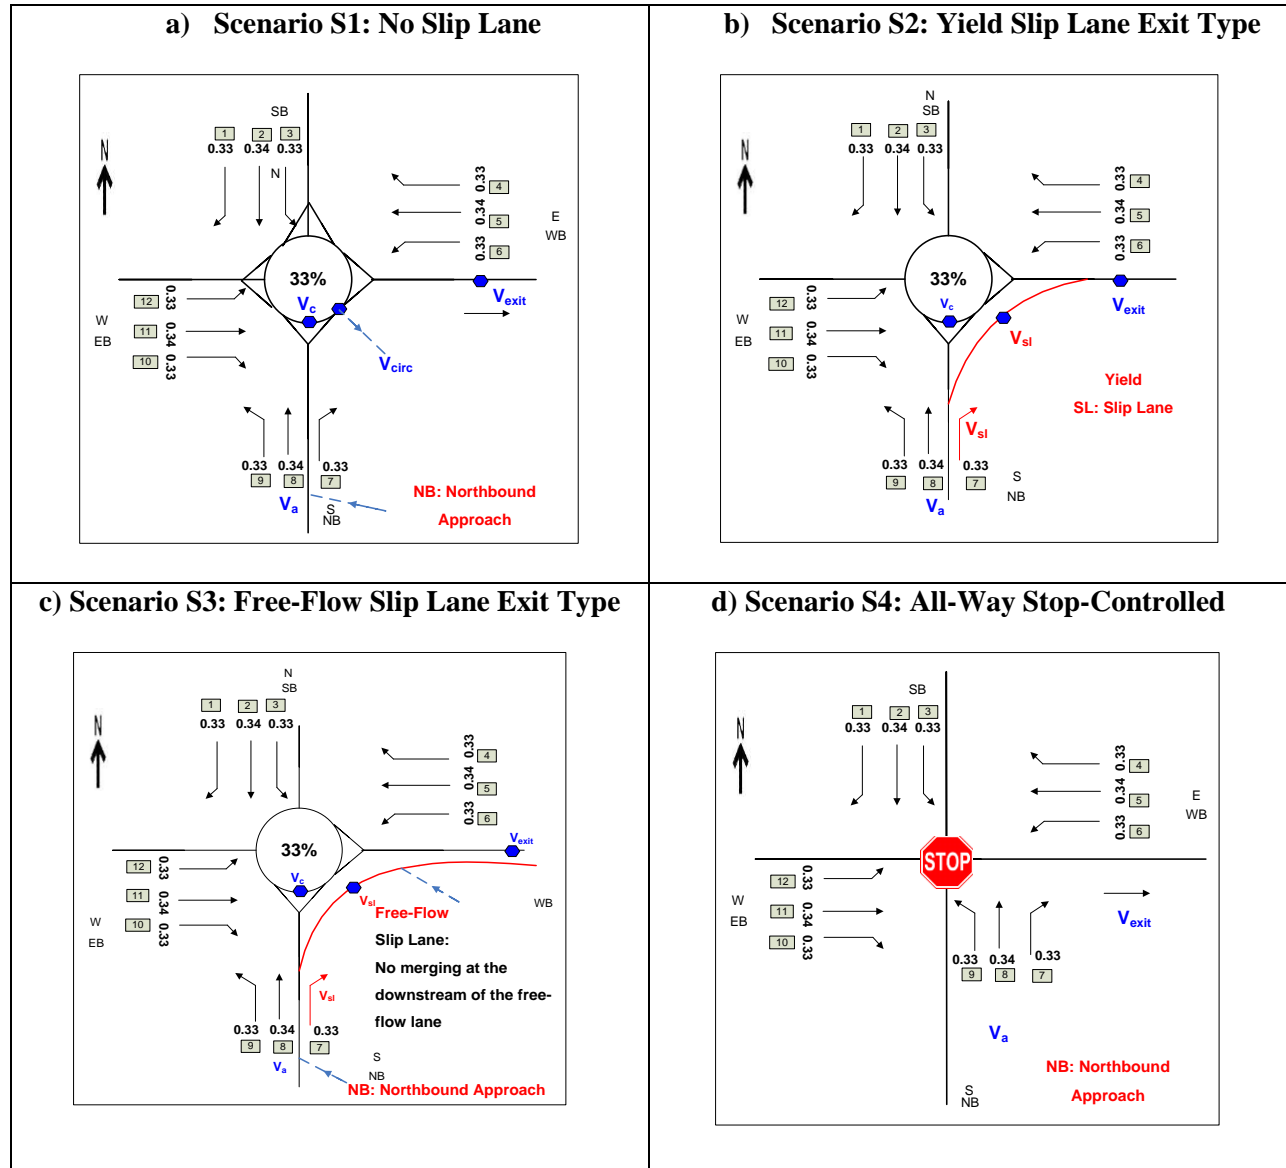 a) Scenario S1: No Slip Lane
SB
1 2 3
0.33 0.34 0.33
N
N
0.33 4
0.34 5
0.33 6
E
WB
33%
Vc
Vexit
Vcirc
12 0.33
11 0.34
10 0.33
W
EB
0.33 0.34 0.33
9 8 7
Va
S
NB
NB: Northbound
Approach
b) Scenario S2: Yield Slip Lane Exit Type
N
SB
1 2 3
0.33 0.34 0.33
N
0.33 4
0.34 5
0.33 6
E
WB
33%
Vc
Vexit
Vsl
12 0.33
11 0.34
10 0.33
W
EB
Yield
SL: Slip Lane
Vsl
0.33 0.34 0.33
9 8 7
Va
S
NB
c) Scenario S3: Free-Flow Slip Lane Exit Type
N
SB
1 2 3
0.33 0.34 0.33
N
0.33 4
0.34 5
0.33 6
Vexit
33%
Vc
Vsl
12 0.33
11 0.34
10 0.33
W
EB
WB
Free-Flow
Slip Lane:
No merging at the
downstream of the free-
flow lane
Vsl
0.33 0.34 0.33
9 8 7
Va
S
NB
NB: Northbound Approach
d) Scenario S4: All-Way Stop-Controlled
SB
1 2 3
0.33 0.34 0.33
N
0.33 4
0.34 5
0.33 6
E
WB
STOP
12 0.33
11 0.34
10 0.33
W
EB
Vexit
0.33 0.34 0.33
9 8 7
Va
NB: Northbound
Approach
S
NB